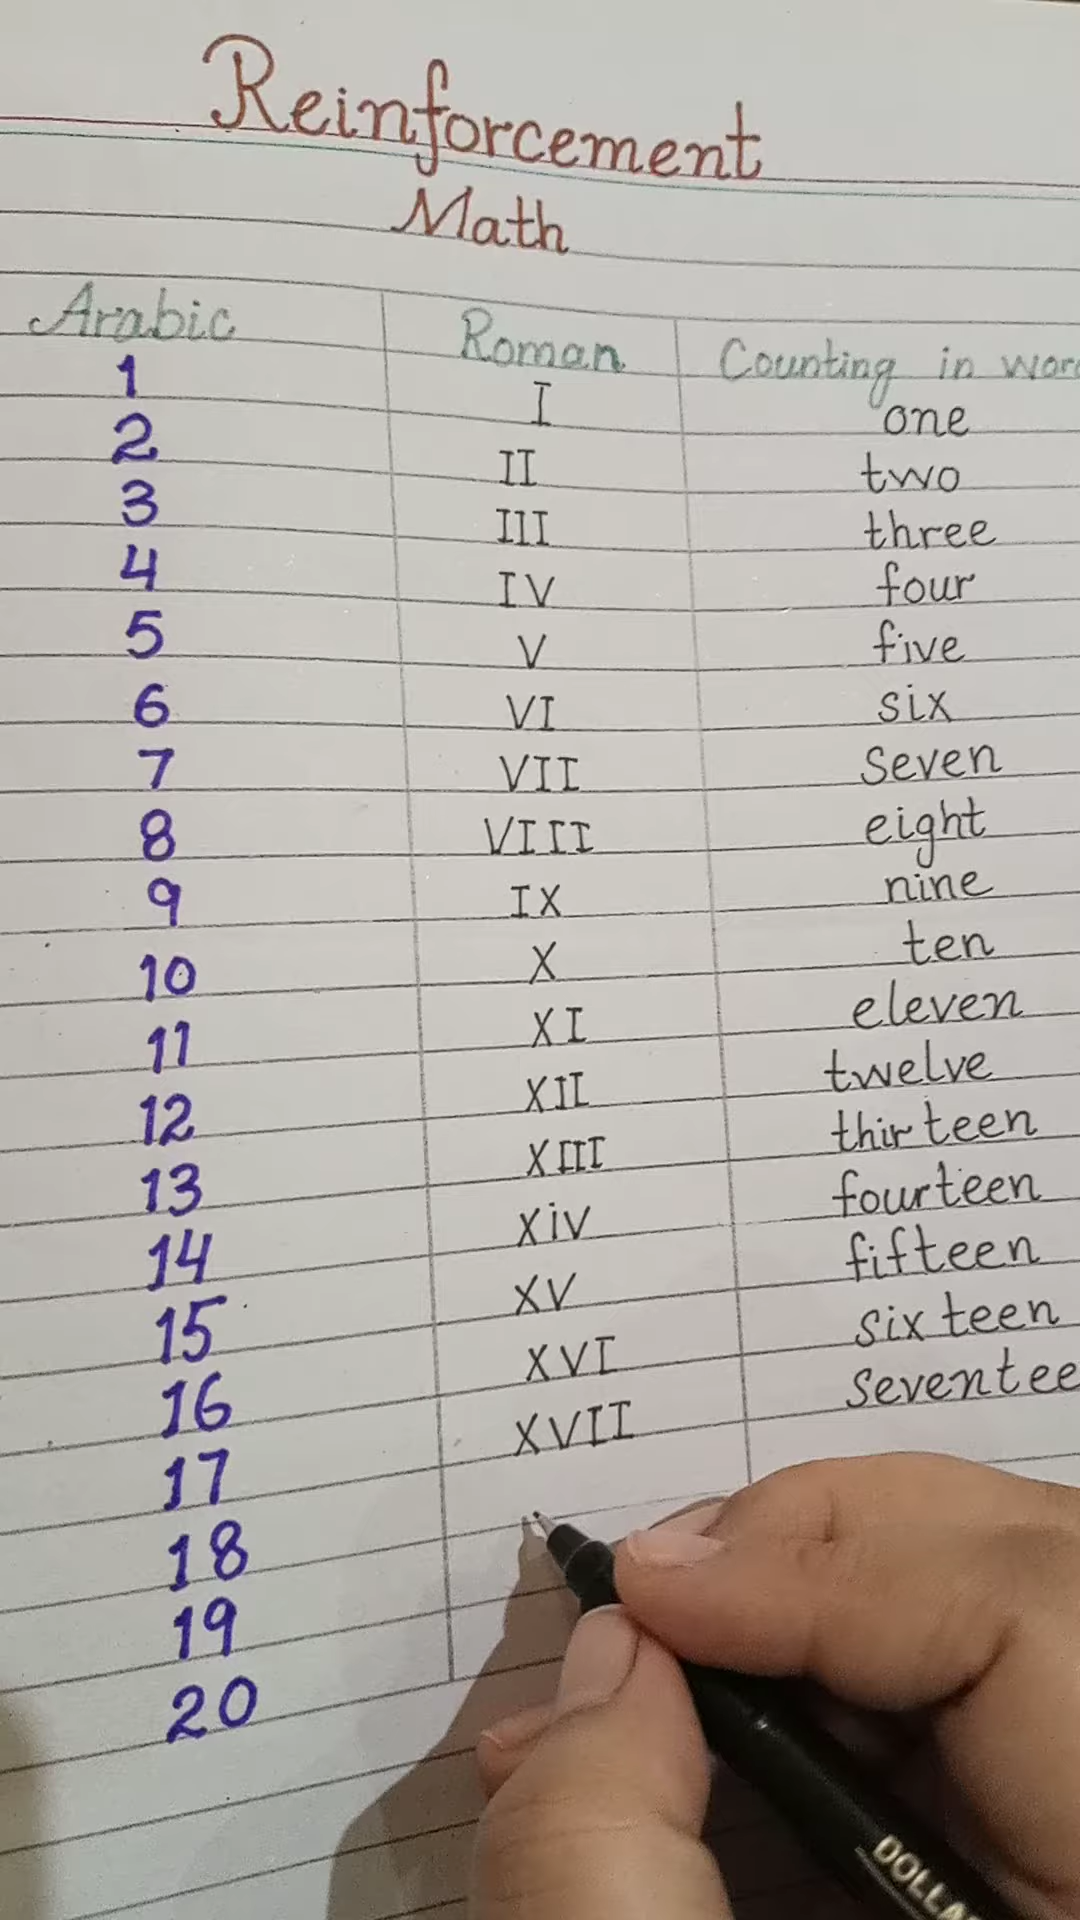 Reinforcement
Math
Arabic Roman Counting in
1 I one
2 II two
3 III three
4 IV four
5 V five
6 VI six
7 VII seven
8 VIII eight
9 IX nine
10 X ten
11 XI eleven
12 XII twelve
13 XIII thirteen
14 xiv fourteen
15 XV fifteen
16 XVI sixteen
17 XVII
18
19
20